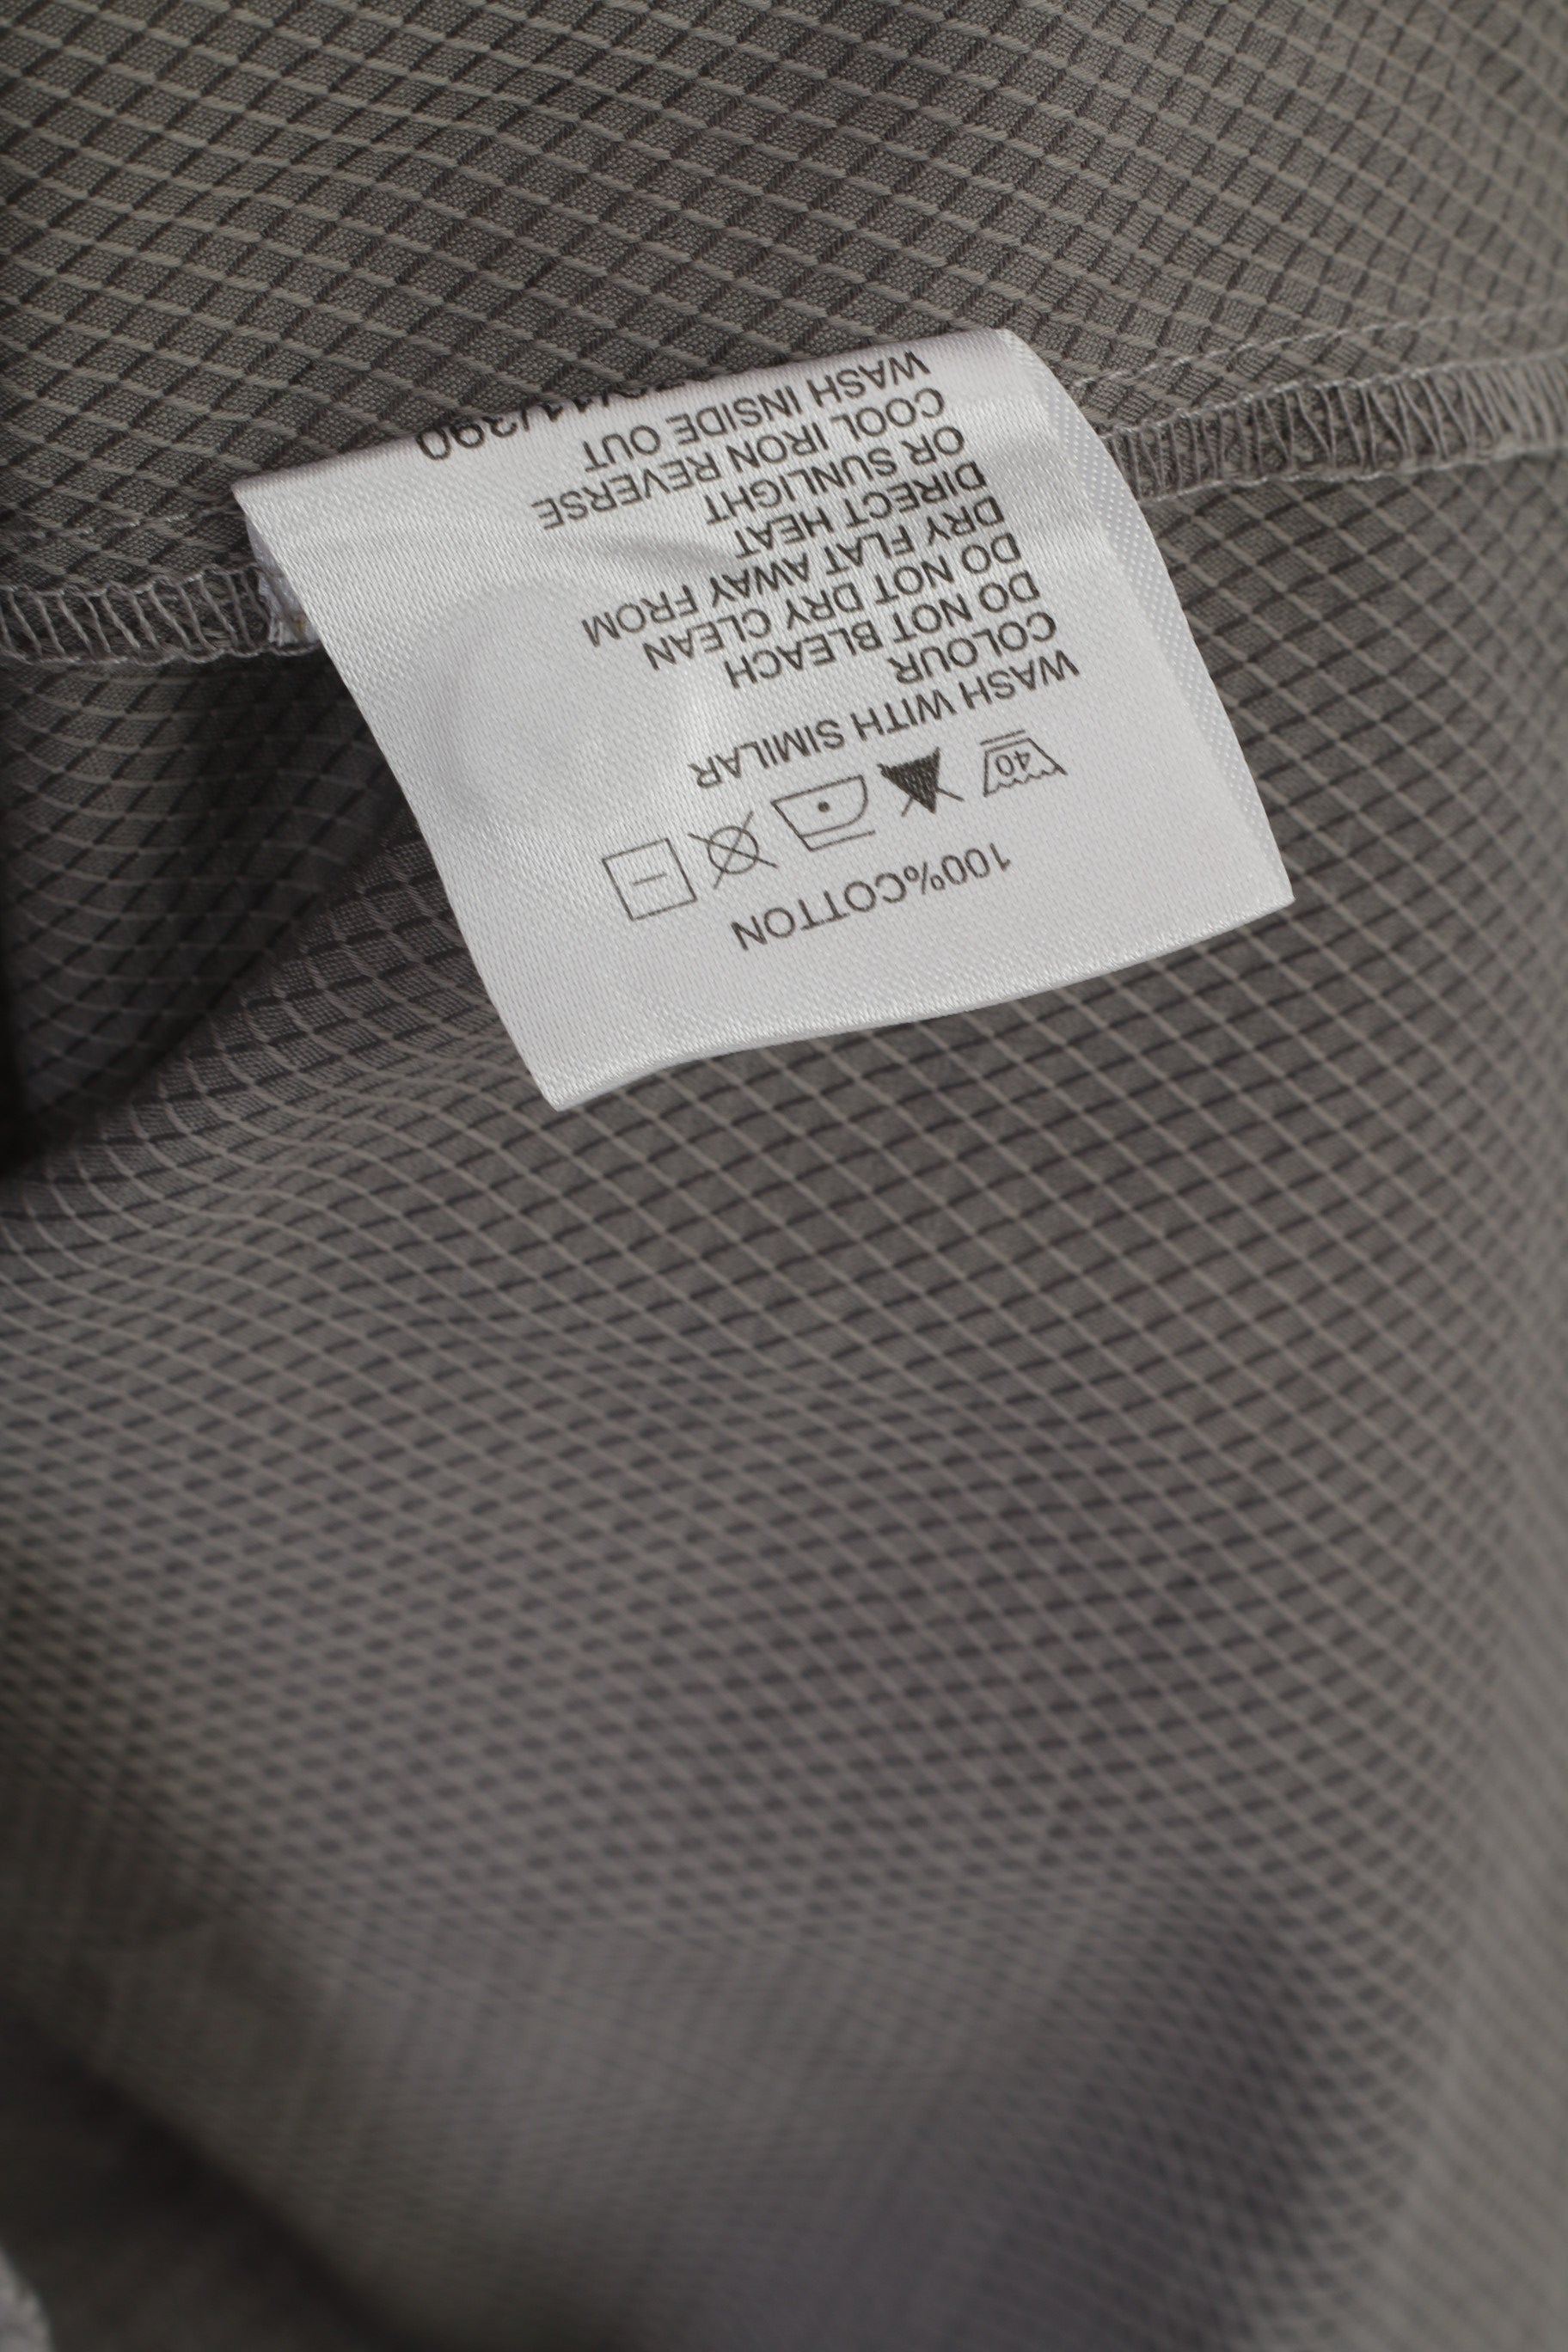 100%COTTON
40
WASH WITH SIMILAR
COLOUR
DO NOT BLEACH
DO NOT DRY CLEAN
DRY FLAT AWAY FROM
DIRECT HEAT
OR SUNLIGHT
COOL IRON REVERSE
WASH INSIDE OUT